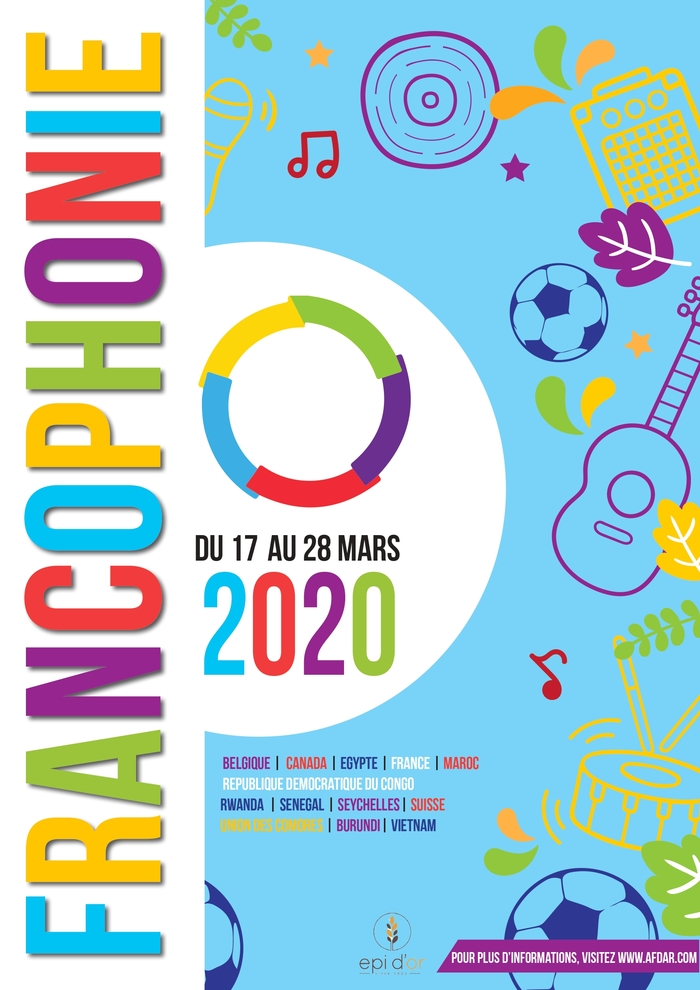 FRANCOPHONIE
DU 17 AU 28 MARS
2020
BELGIQUE | CANADA | EGYPTE | FRANCE | MAROC
REPUBLIQUE DEMOCRATIQUE DU CONGO
RWANDA | SENEGAL | SEYCHELLES | SUISSE
UNION DES COMORES | BURUNDI | VIETNAM
epi d'or
POUR PLUS D'INFORMATIONS, VISITEZ WWW.AFDAR.COM